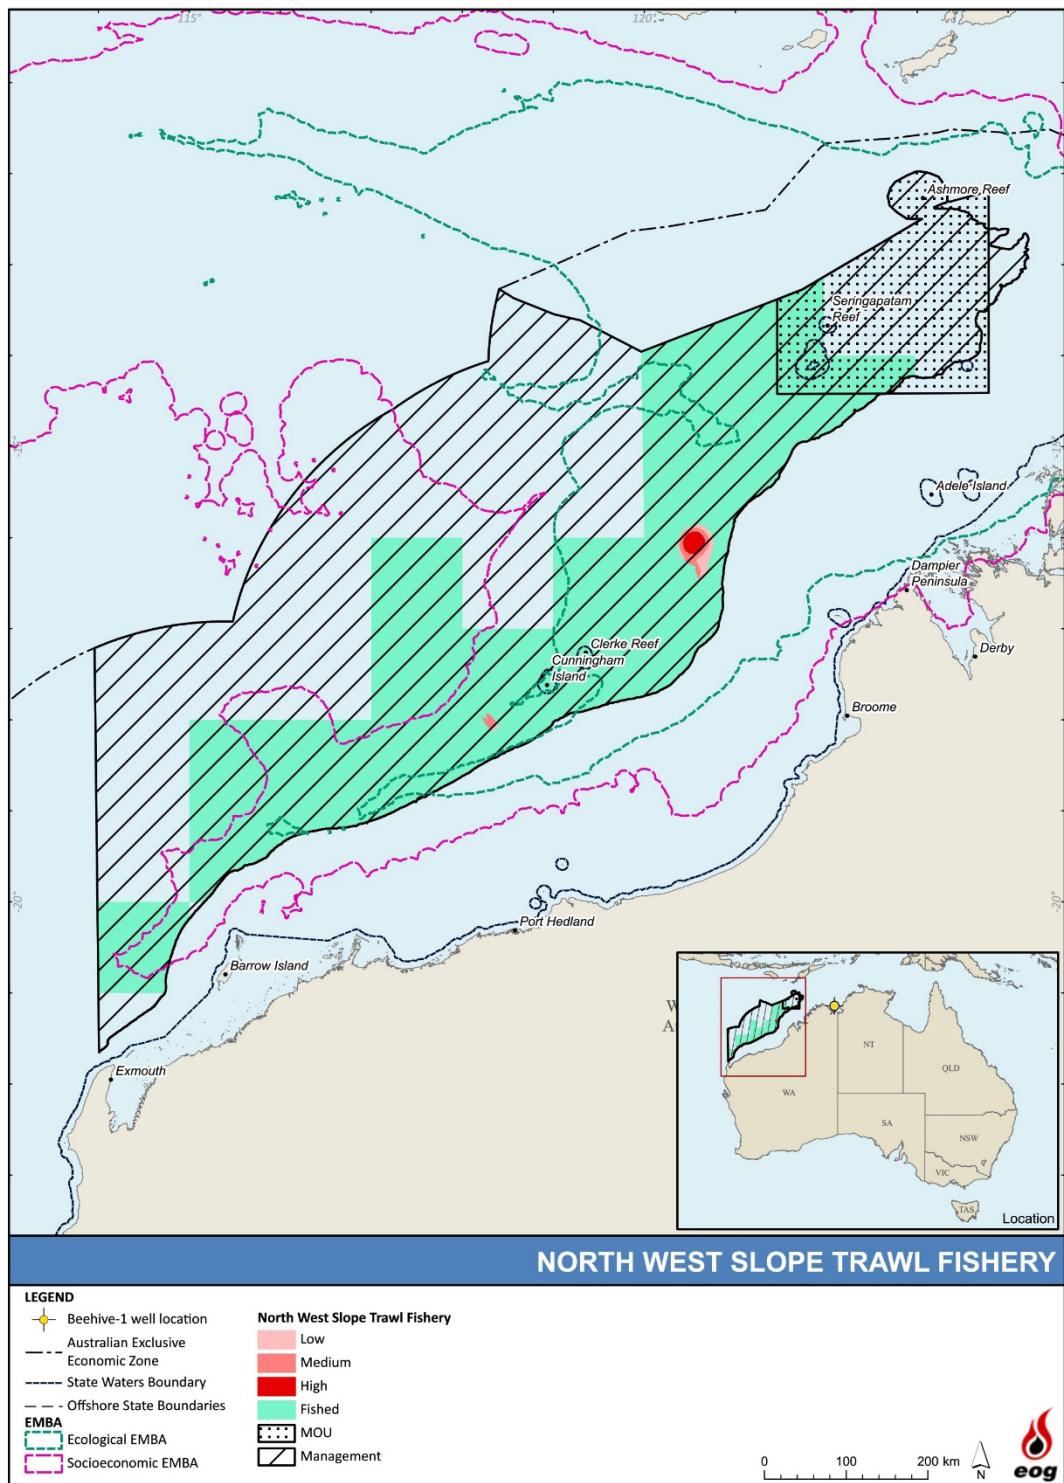 115°
120°
Ashmore Reef
Seringapatam
Reef
-15°
Adele Island
Dampier
Peninsula
Derby
Clerke Reef
Cunningham
Island
Broome
-20°
-20°
Port Hedland
Barrow Island
Exmouth
W
A
NT
QLD
WA
SA
NSW
VIC
TAS
Location
NORTH WEST SLOPE TRAWL FISHERY
LEGEND
Beehive-1 well location
Australian Exclusive
Economic Zone
State Waters Boundary
Offshore State Boundaries
EMBA
Ecological EMBA
Socioeconomic EMBA
North West Slope Trawl Fishery
Low
Medium
High
Fished
MOU
Management
0 100 200 km
N
eog